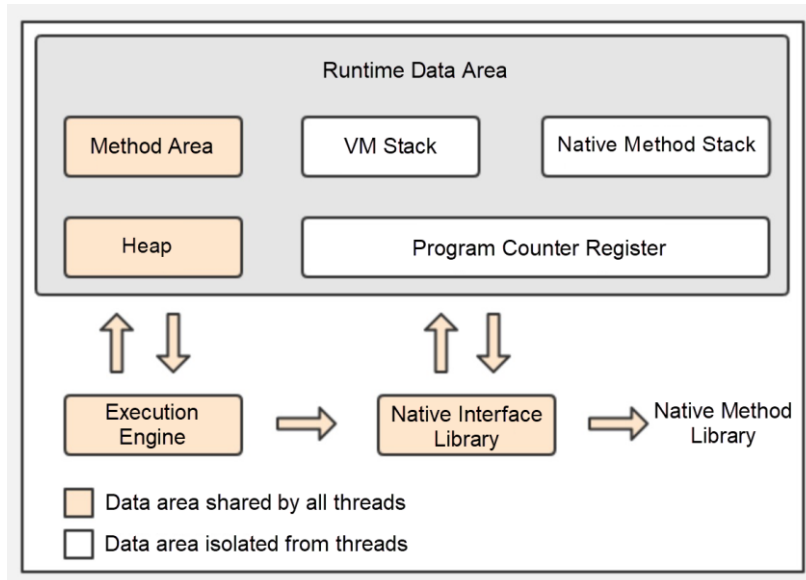 Runtime Data Area
Method Area
VM Stack
Native Method Stack
Heap
Program Counter Register
Execution
Engine
Native Interface
Library
Native Method
Library
Data area shared by all threads
Data area isolated from threads